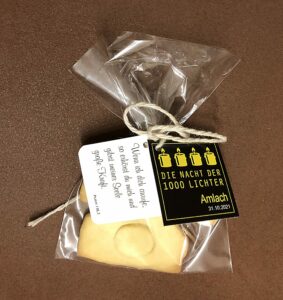 Wenn ich dich anrufe,
so erhörst du mich und
gibst meiner Seele
große Kraft.
DIE NACHT DER
1000 LICHTER
Amlach
31.10.2021